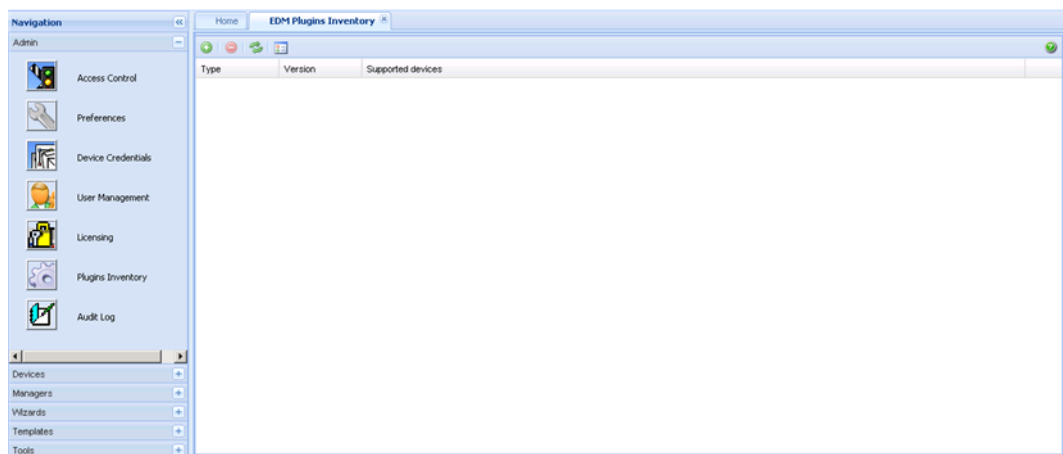 Navigation
Home
EDM Plugins Inventory
Admin
Type Version Supported devices
Access Control
Preferences
Device Credentials
User Management
Licensing
Plugins Inventory
Audit Log
Devices
Managers
Wizards
Templates
Tools